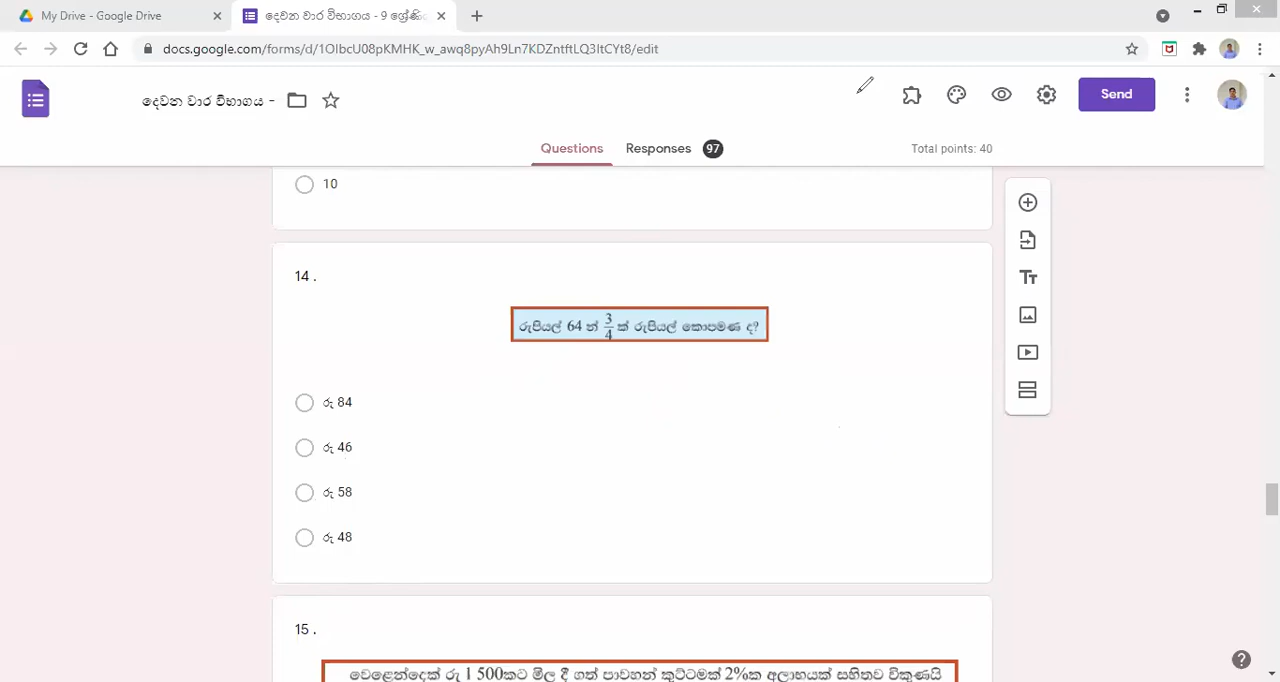 My Drive - Google Drive
දෙවන වාර විභාගය - 9 ශ්‍රේණිය
docs.google.com/forms/d/1OlbcU08pKMHK_w_awq8pyAh9Ln7KDZntftLQ3ltCYt8/edit
දෙවන වාර විභාගය -
Send
Questions
Responses 97
Total points: 40
10
14 .
රුපියල් 64 න් 3/4 ක් රුපියල් කොපමණ ද?
රු 84
රු 46
රු 58
රු 48
15 .
වෙළෙන්දෙක් රු 1 500කට මිල දී ගත් පාවහන් කුට්ටමක් 2%ක අලාභයක් සහිතව විකුණයි